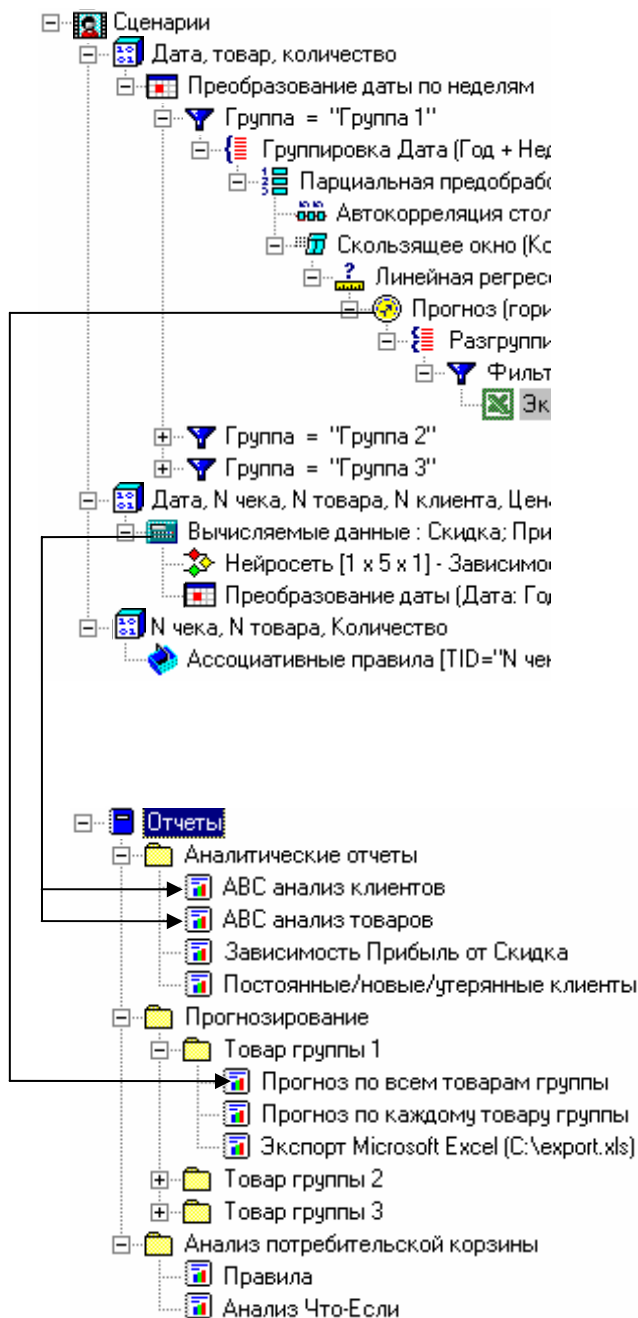 Сценарии
Дата, товар, количество
Преобразование даты по неделям
Группа = "Группа 1"
Группировка Дата (Год + Нед
Парциальная предобрабо
Автокорреляция стол
Скользящее окно (Ко
Линейная регресс
Прогноз (гори
Разгруппи
Фильт
Эк
Группа = "Группа 2"
Группа = "Группа 3"
Дата, N чека, N товара, N клиента, Цен
Вычисляемые данные : Скидка; При
Нейросеть [1 x 5 x 1] - Зависимо
Преобразование даты (Дата: Го
N чека, N товара, Количество
Ассоциативные правила [TID="N чек
Отчеты
Аналитические отчеты
АВС анализ клиентов
АВС анализ товаров
Зависимость Прибыль от Скидка
Постоянные/новые/утерянные клиенты
Прогнозирование
Товар группы 1
Прогноз по всем товарам группы
Прогноз по каждому товару группы
Экспорт Microsoft Excel (C:\export.xls)
Товар группы 2
Товар группы 3
Анализ потребительской корзины
Правила
Анализ Что-Если